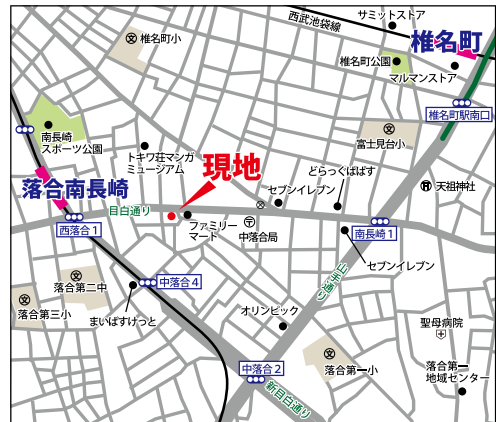 サミットストア
西武池袋線
椎名町
椎名町小
椎名町公園
マルマンストア
椎名町駅南口
南長崎
スポーツ公園
トキワ荘マンガ
ミュージアム
現地
富士見台小
どらっぐぱぱす
天祖神社
落合南長崎
セブンイレブン
目白通り
西落合1
ファミリー
マート
中落合局
南長崎1
セブンイレブン
山手通り
落合第二中
中落合4
落合第三小
まいばすけっと
オリンピック
聖母病院
中落合2
落合第一小
落合第一
地域センター
新目白通り